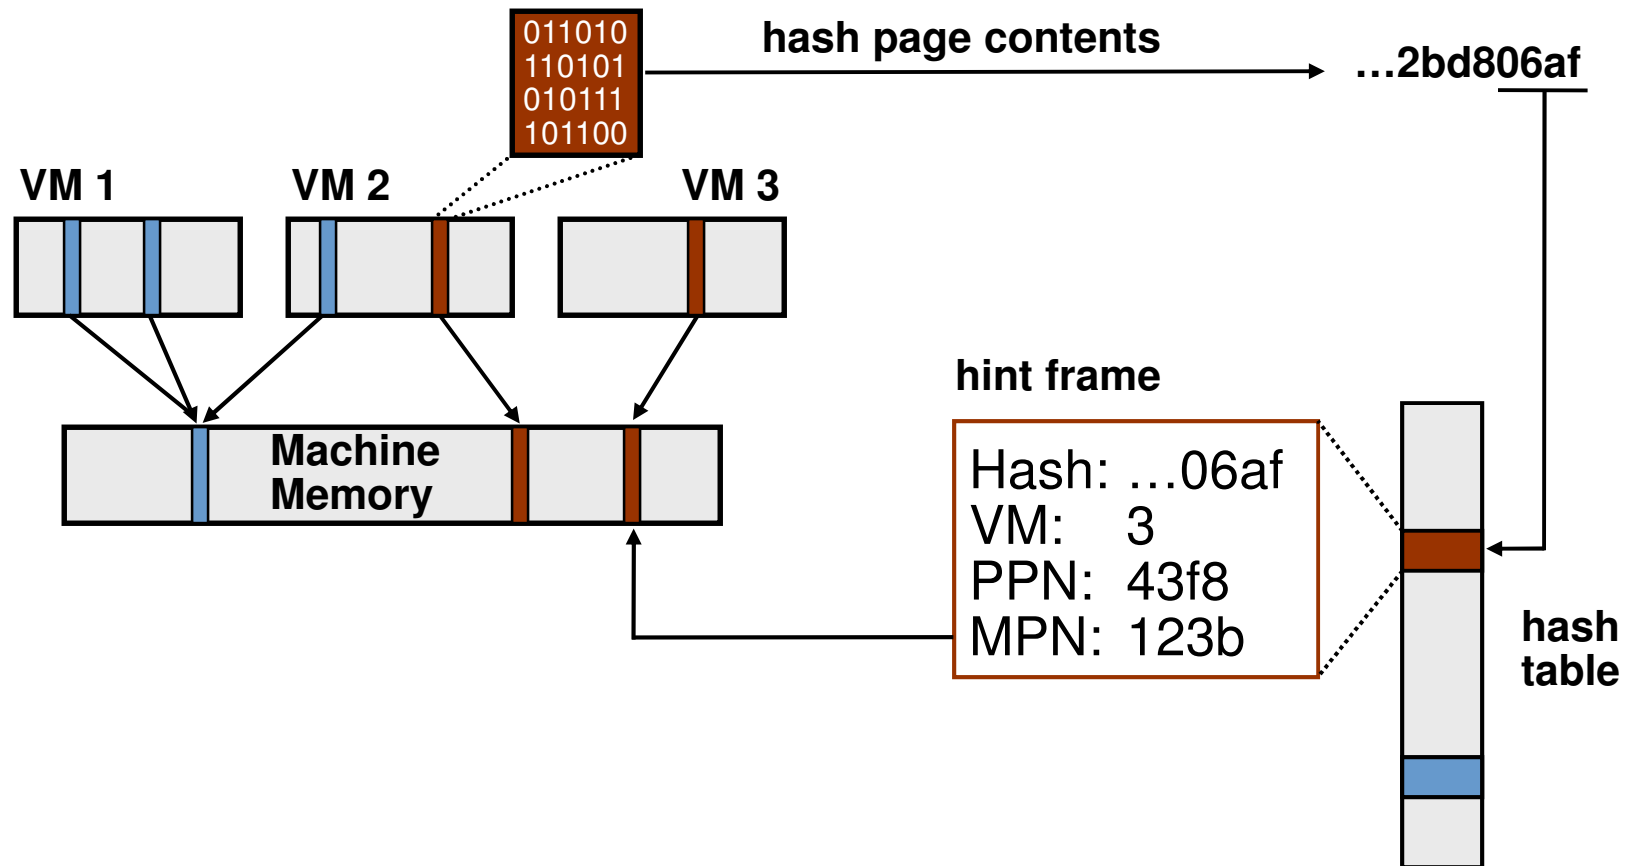 011010
110101
010111
101100
hash page contents
…2bd806af
VM 1
VM 2
VM 3
Machine
Memory
hint frame
Hash: …06af
VM: 3
PPN: 43f8
MPN: 123b
hash
table